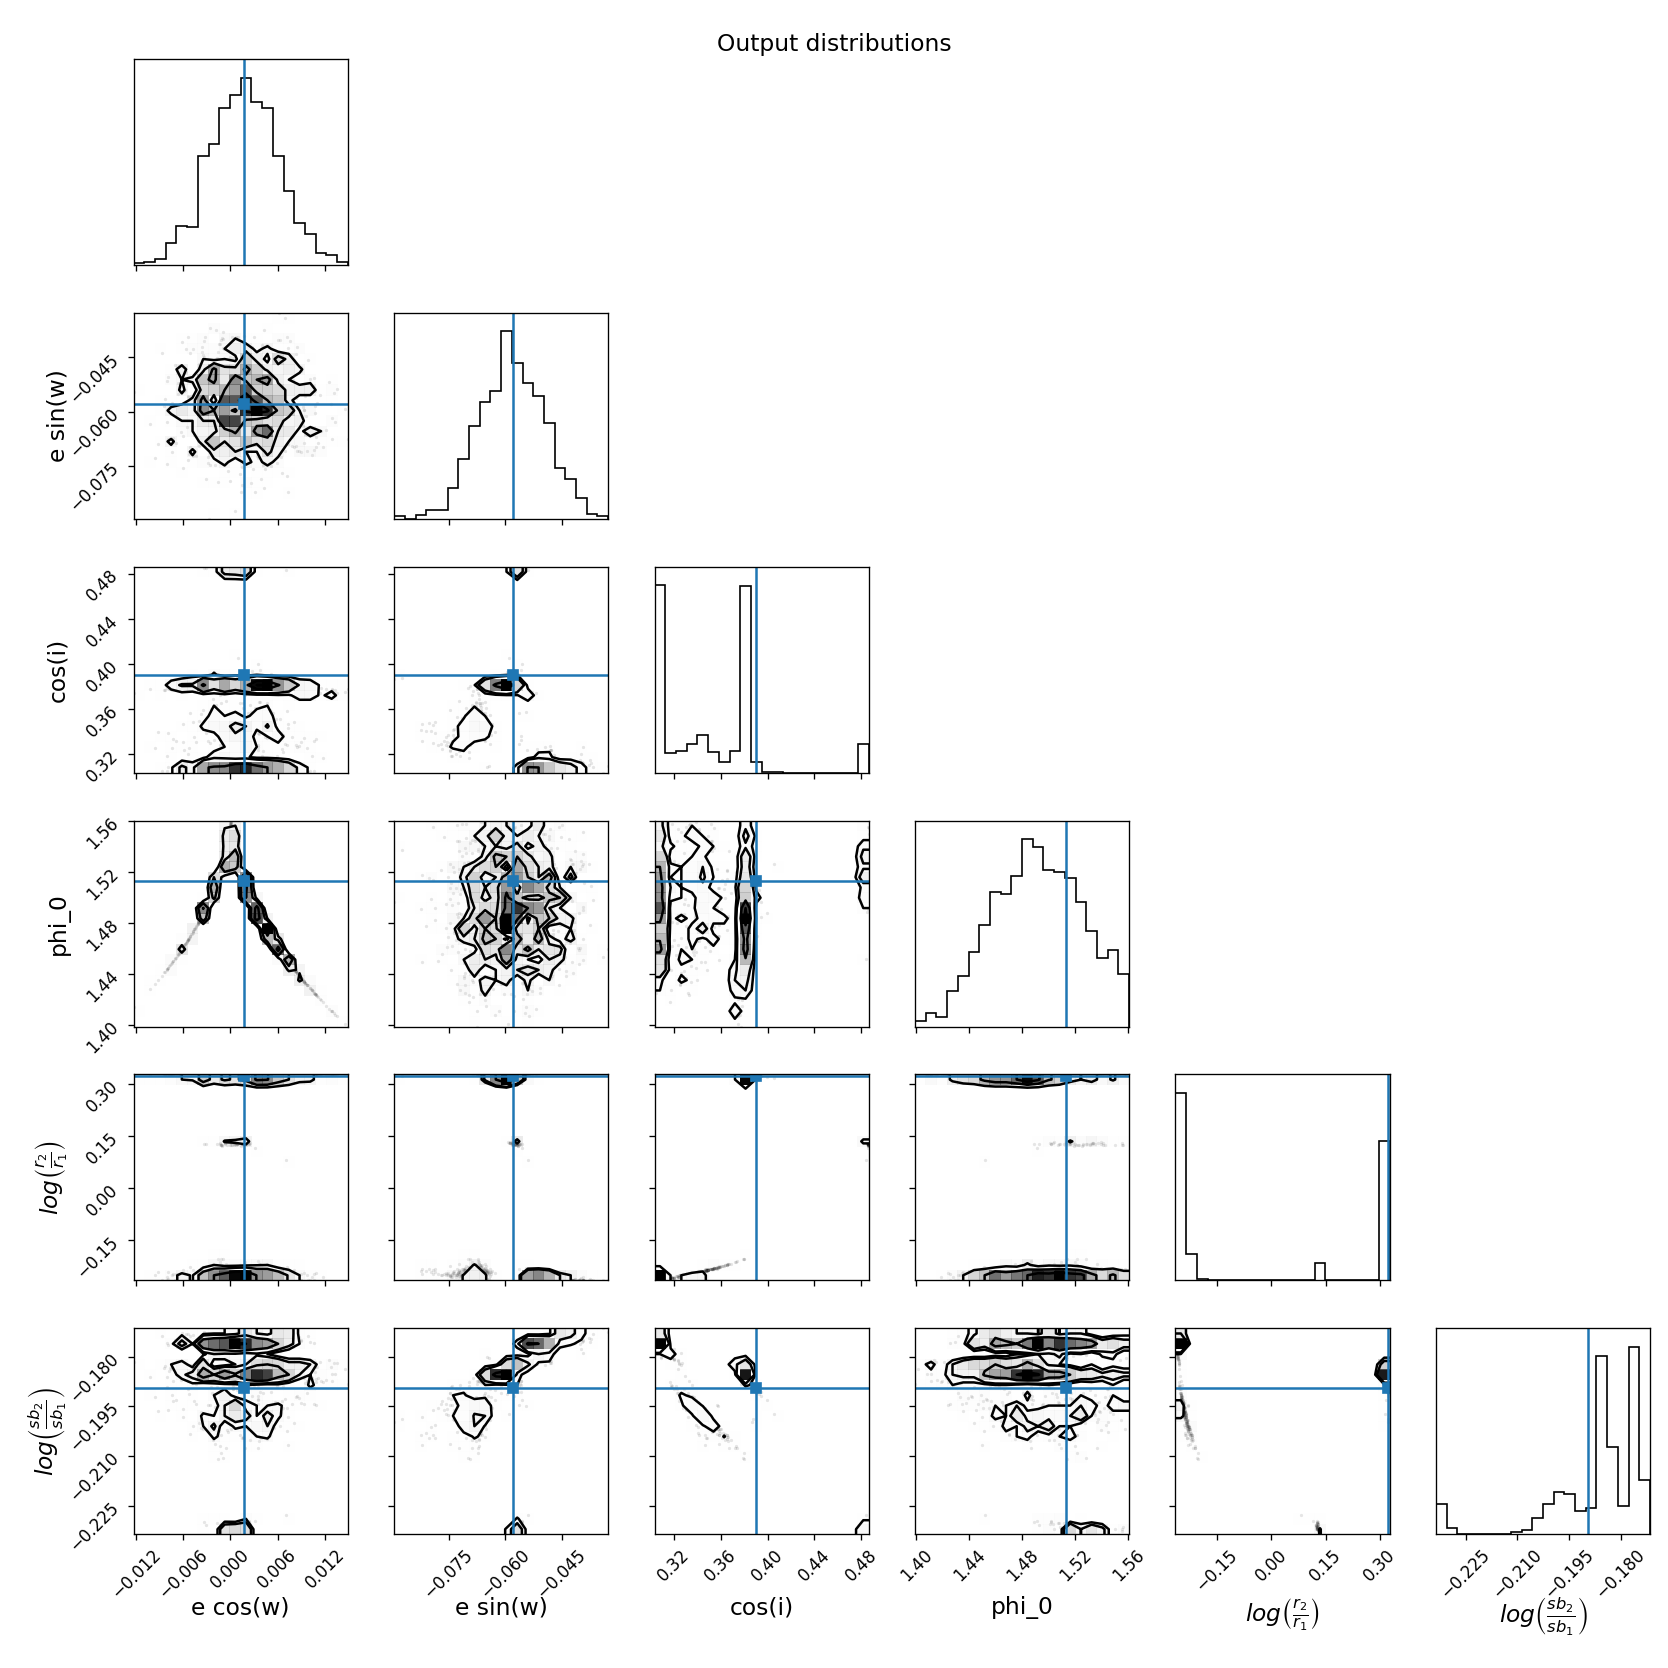 Output distributions
e sin(w)
−0.045
−0.060
−0.075
cos(i)
0.48
0.44
0.40
0.36
0.32
phi_0
1.56
1.52
1.48
1.44
1.40
log(r2/r1)
0.30
0.15
0.00
−0.15
log(sb2/sb1)
−0.180
−0.195
−0.210
−0.225
−0.012 −0.006 0.000 0.006 0.012
−0.075 −0.060 −0.045
0.32 0.36 0.40 0.44 0.48
1.40 1.44 1.48 1.52 1.56
−0.15 0.00 0.15 0.30
−0.225 −0.210 −0.195 −0.180
e cos(w) e sin(w) cos(i) phi_0 log(r2/r1) log(sb2/sb1)